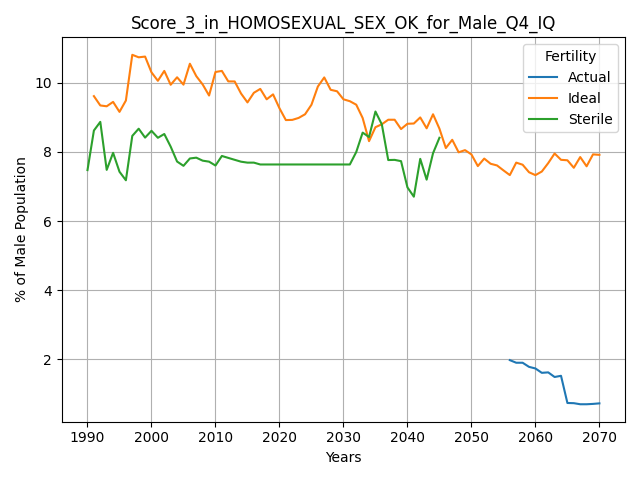 Score_3_in_HOMOSEXUAL_SEX_OK_for_Male_Q4_IQ
Fertility
Actual
Ideal
Sterile
% of Male Population
10
8
6
4
2
1990 2000 2010 2020 2030 2040 2050 2060 2070
Years